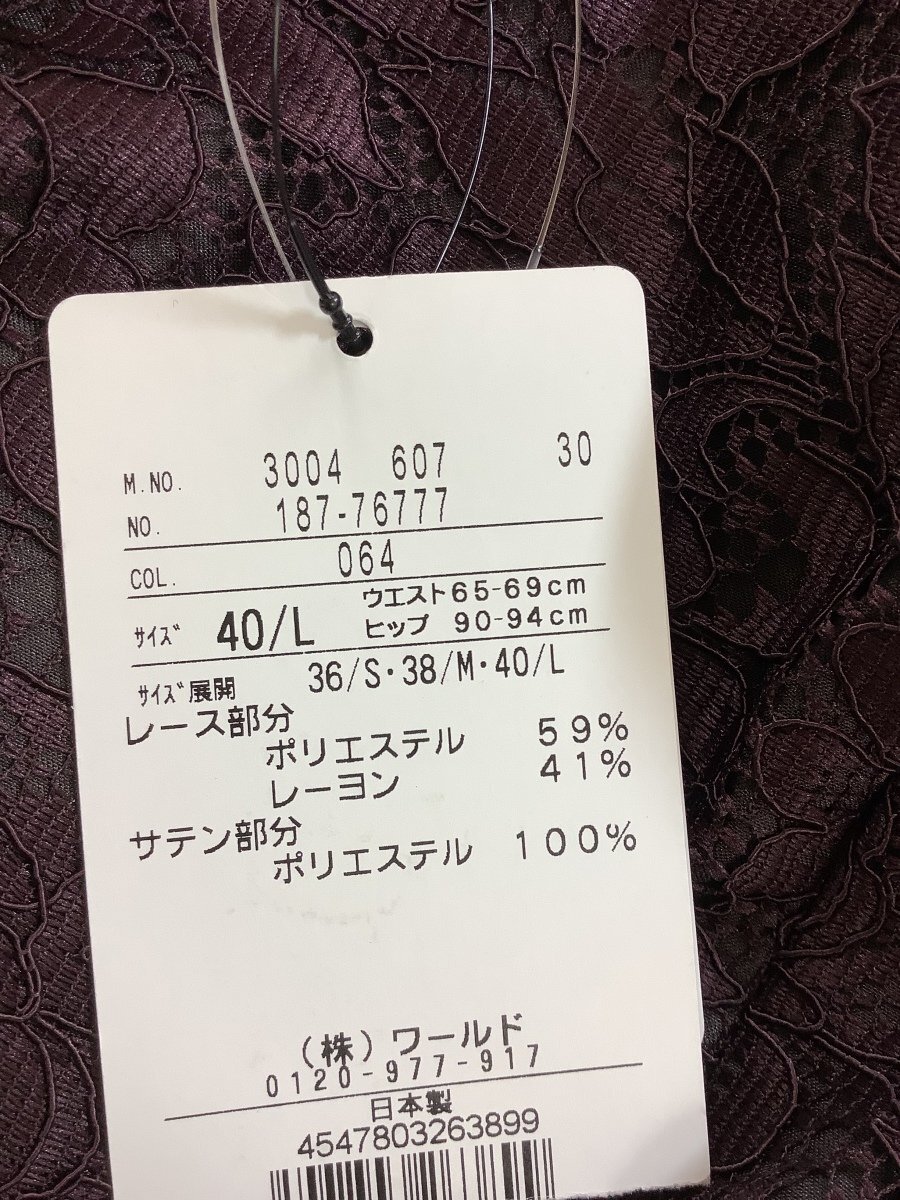 M.NO. 3004 607 30
NO. 187-76777
COL. 064
サイズ 40/L ウエスト65-69cm
ヒップ 90-94cm
サイズ展開 36/S・38/M・40/L
レース部分
ポリエステル 59%
レーヨン 41%
サテン部分
ポリエステル 100%
(株)ワールド
0120-977-917
日本製
4547803263899